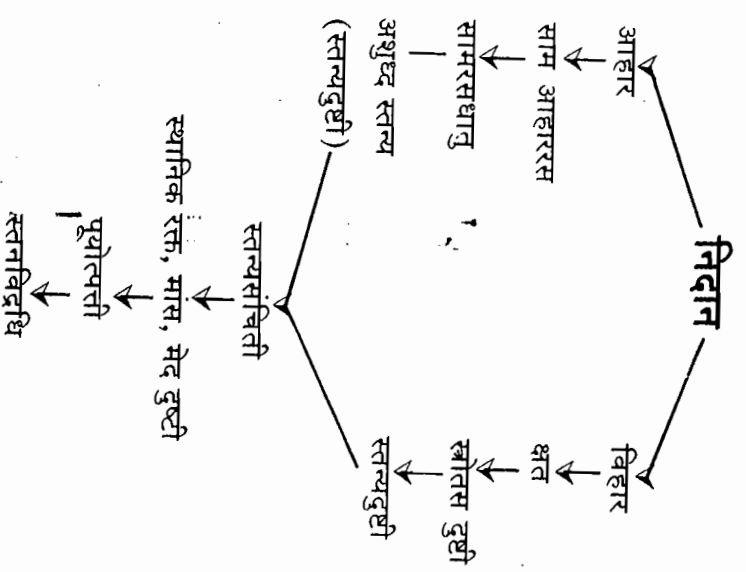 निदान
आहार
विहार
साम आहाररस
क्षत
सामरसधातु
स्त्रोतस दुष्टी
अशुध्द स्तन्य
(स्तन्यदुष्टी)
स्तन्यदुष्टी
स्तन्यसंचिती
स्थानिक रक्त, मांस, मेद दुष्टी
पूयोत्पत्ती
स्तनविद्रधि